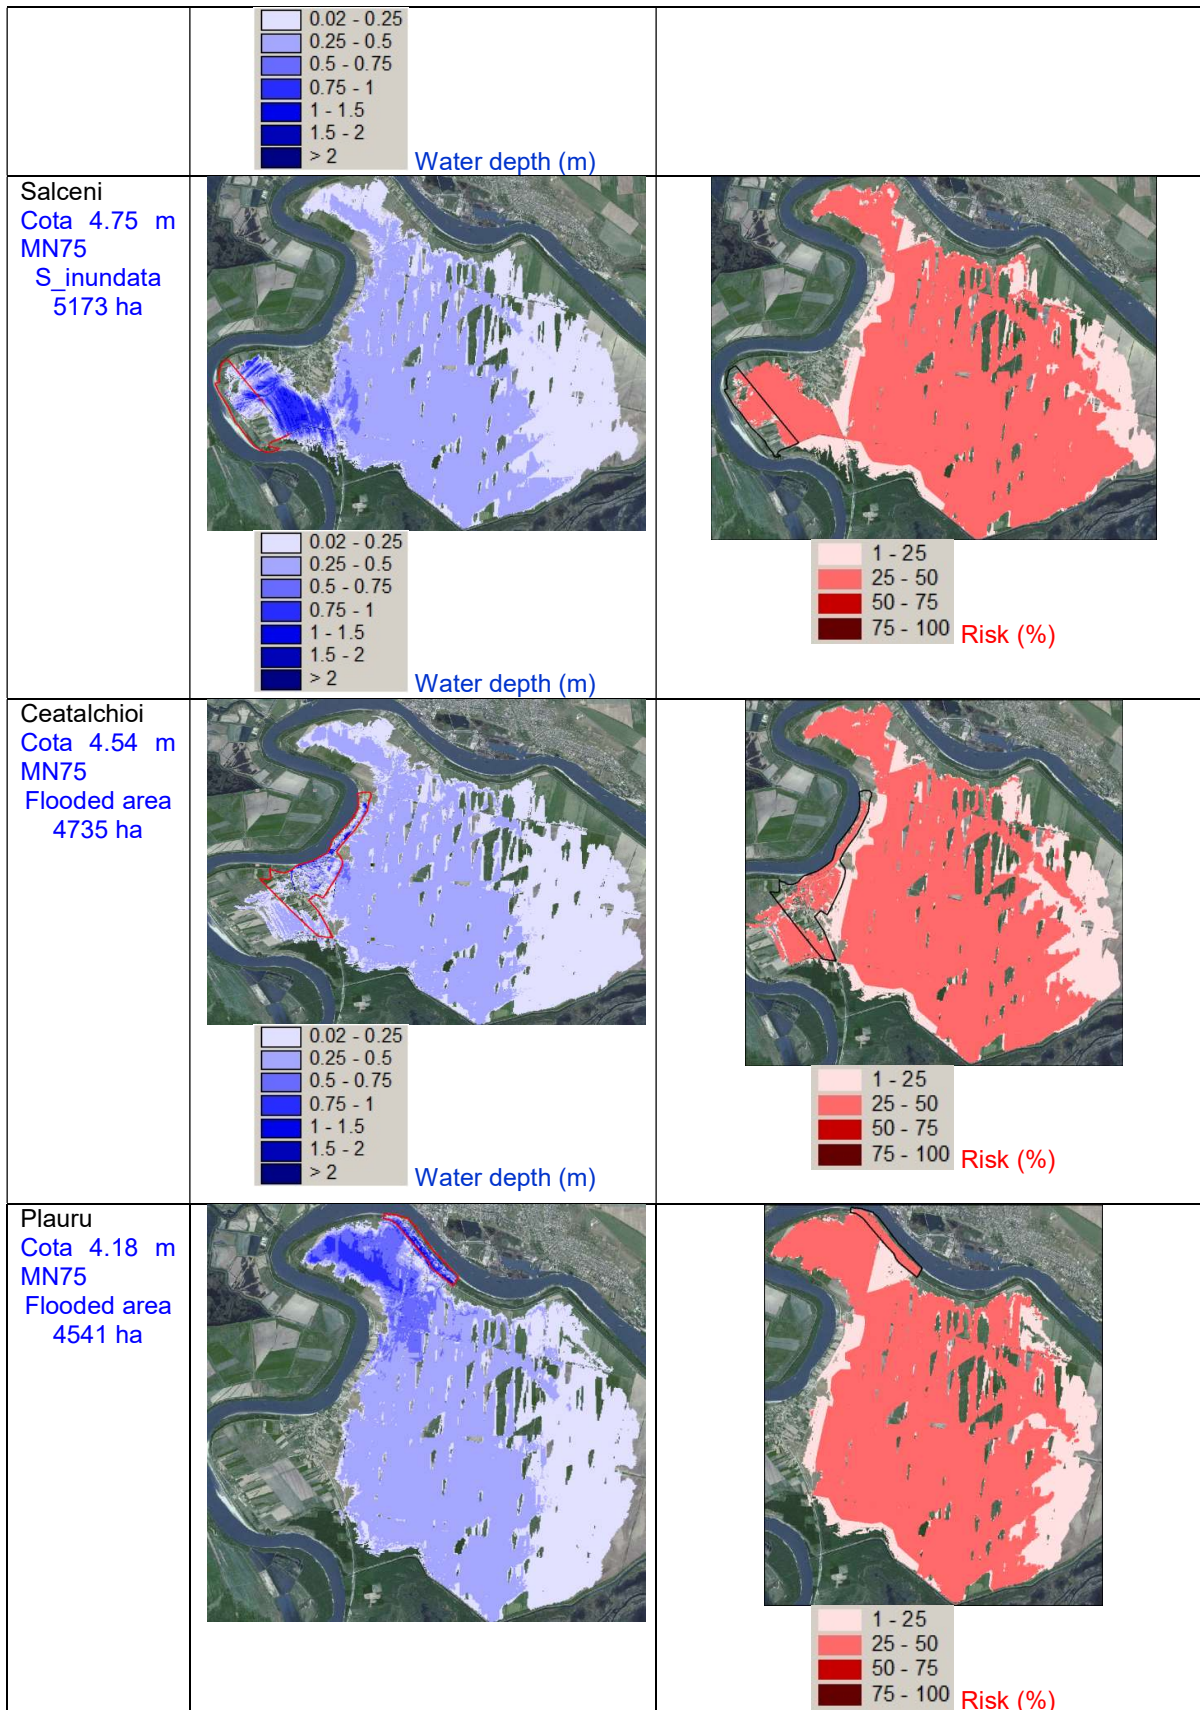 0.02 - 0.25
0.25 - 0.5
0.5 - 0.75
0.75 - 1
1 - 1.5
1.5 - 2
> 2
Water depth (m)
Salceni
Cota 4.75 m
MN75
S_inundata
5173 ha
0.02 - 0.25
0.25 - 0.5
0.5 - 0.75
0.75 - 1
1 - 1.5
1.5 - 2
> 2
Water depth (m)
1 - 25
25 - 50
50 - 75
75 - 100
Risk (%)
Ceatalchioi
Cota 4.54 m
MN75
Flooded area
4735 ha
0.02 - 0.25
0.25 - 0.5
0.5 - 0.75
0.75 - 1
1 - 1.5
1.5 - 2
> 2
Water depth (m)
1 - 25
25 - 50
50 - 75
75 - 100
Risk (%)
Plauru
Cota 4.18 m
MN75
Flooded area
4541 ha
1 - 25
25 - 50
50 - 75
75 - 100
Risk (%)